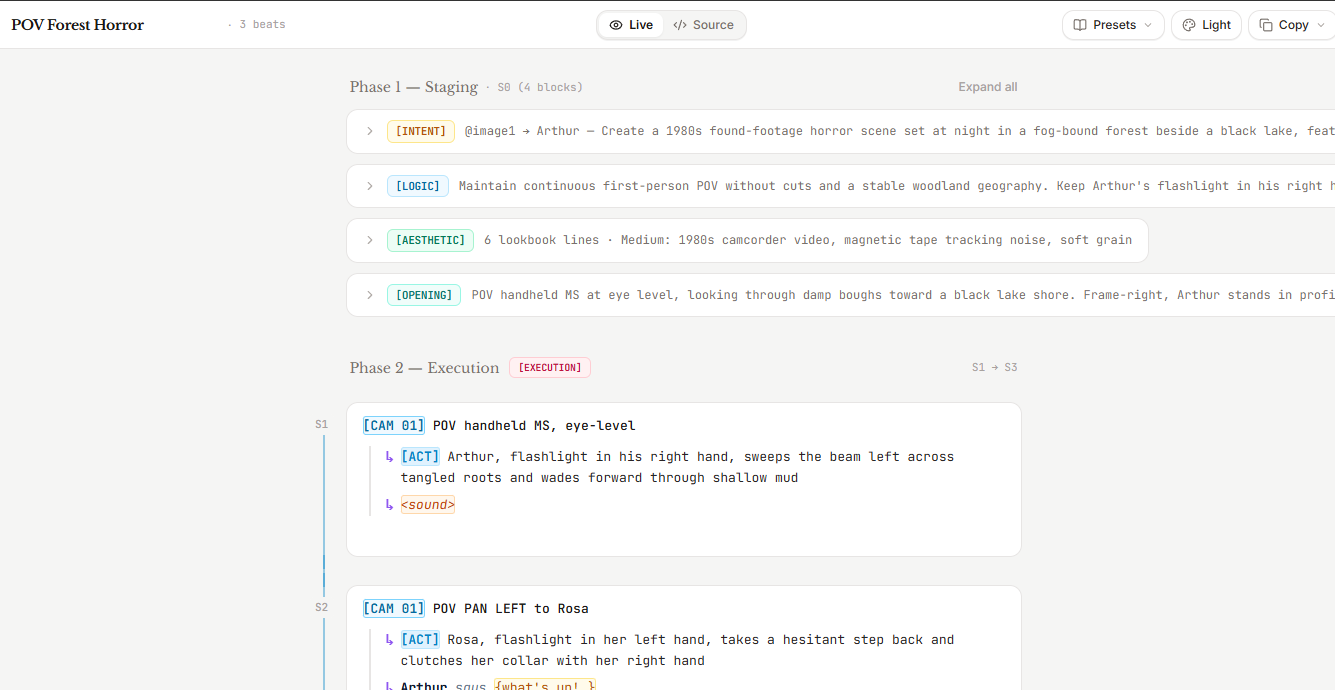 POV Forest Horror · 3 beats Live </> Source Presets Light Copy
Phase 1 — Staging · S0 (4 blocks) Expand all
[INTENT] @image1 → Arthur — Create a 1980s found-footage horror scene set at night in a fog-bound forest beside a black lake, feat
[LOGIC] Maintain continuous first-person POV without cuts and a stable woodland geography. Keep Arthur's flashlight in his right h
[AESTHETIC] 6 lookbook lines · Medium: 1980s camcorder video, magnetic tape tracking noise, soft grain
[OPENING] POV handheld MS at eye level, looking through damp boughs toward a black lake shore. Frame-right, Arthur stands in profi
Phase 2 — Execution [EXECUTION] S1 → S3
S1 [CAM 01] POV handheld MS, eye-level
↳ [ACT] Arthur, flashlight in his right hand, sweeps the beam left across
tangled roots and wades forward through shallow mud
↳ <sound>
S2 [CAM 01] POV PAN LEFT to Rosa
↳ [ACT] Rosa, flashlight in her left hand, takes a hesitant step back and
clutches her collar with her right hand
↳ Arthur says {what's up! }